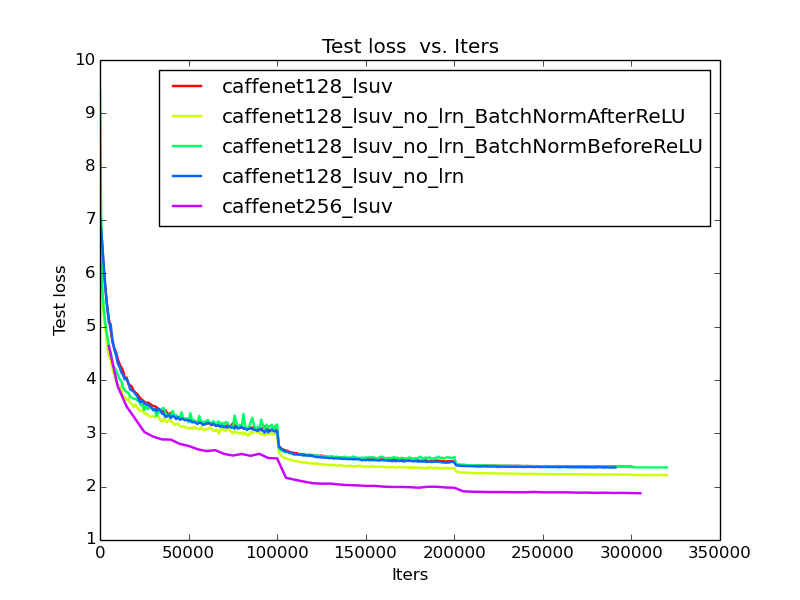 Test loss  vs. Iters
10
9
8
7
6
5
4
3
2
1
Test loss
caffenet128_lsuv
caffenet128_lsuv_no_lrn_BatchNormAfterReLU
caffenet128_lsuv_no_lrn_BatchNormBeforeReLU
caffenet128_lsuv_no_lrn
caffenet256_lsuv
0 50000 100000 150000 200000 250000 300000 350000
Iters